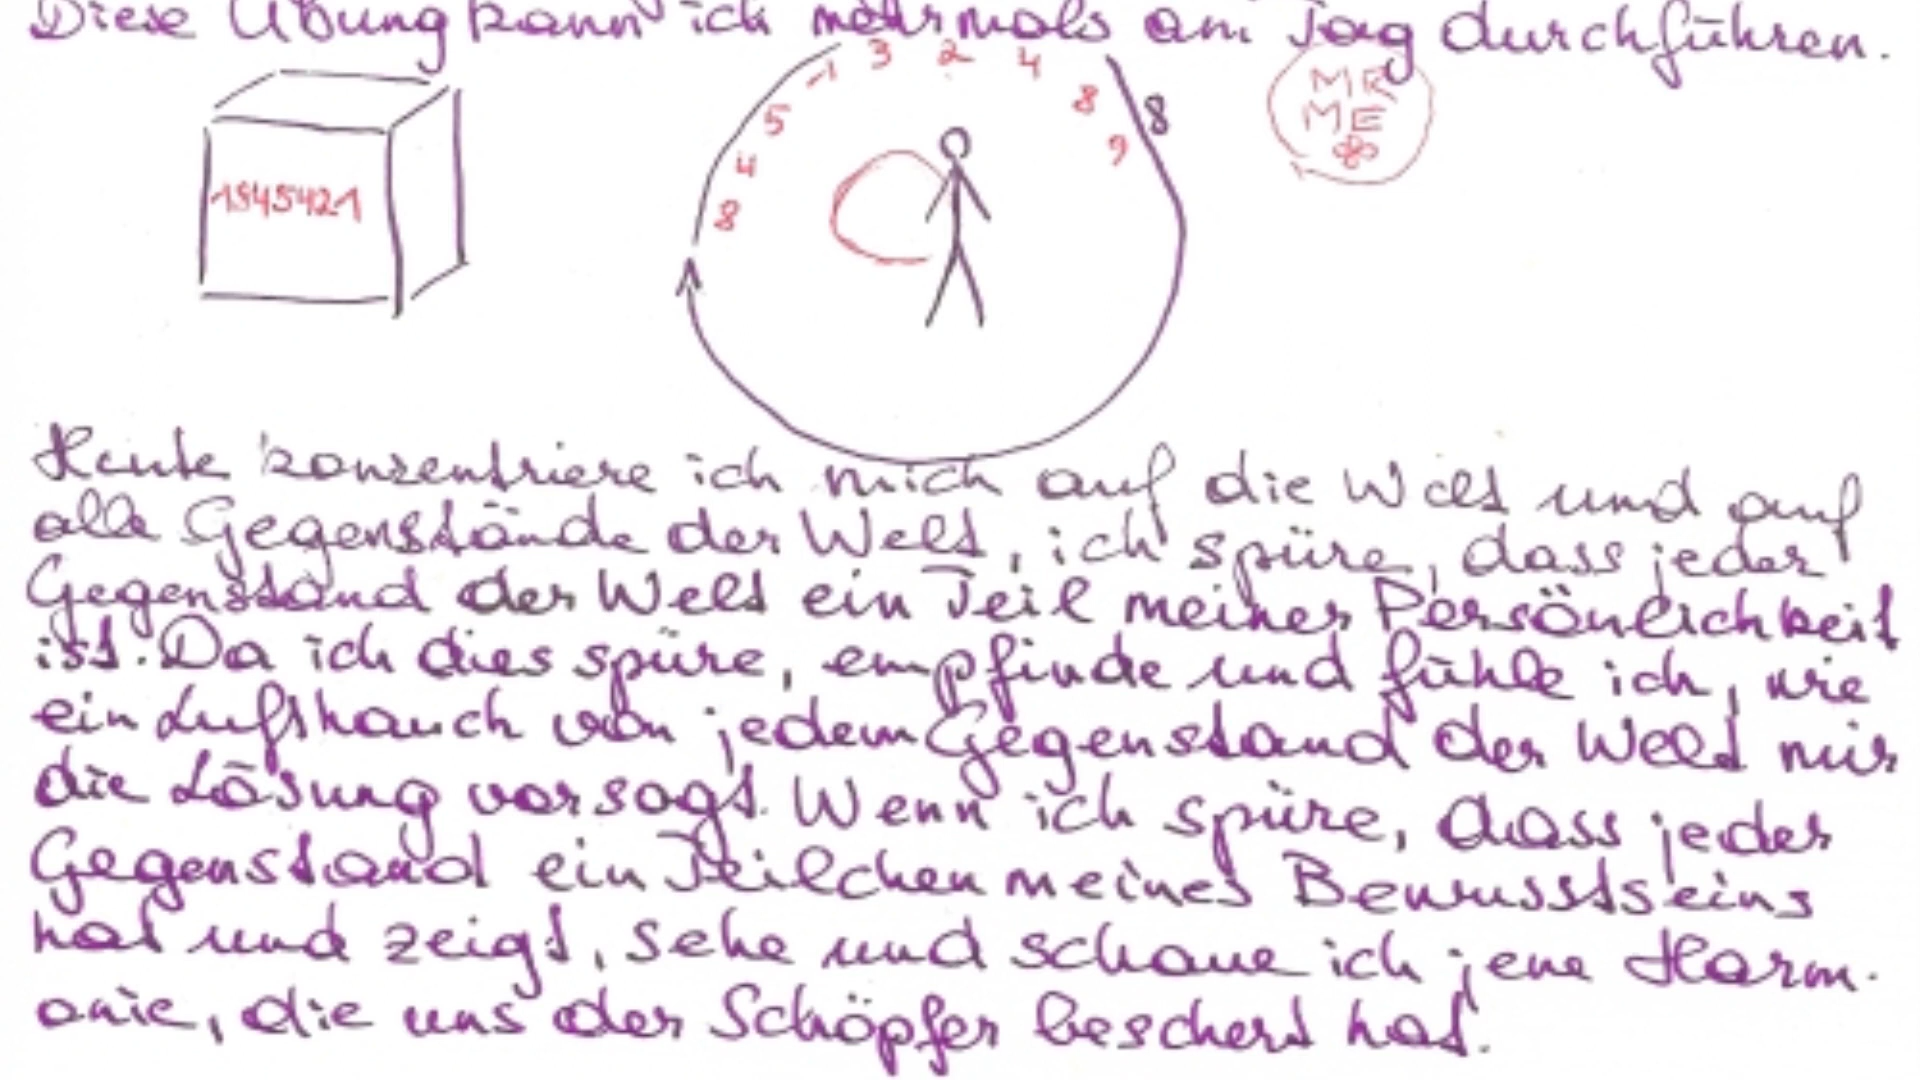 Diese Übung kann ich mehrmals am Tag durchführen.
1 3 2 4
5 8 8
4 9
8
MR
ME
1545421
Heute konzentriere ich mich auf die Welt und auf
alle Gegenstände der Welt, ich spüre, dass jeder
Gegenstand der Welt ein Teil meiner Persönlichkeit
ist. Da ich dies spüre, empfinde und fühle ich, wie
ein Lufthauch von jedem Gegenstand der Welt mir
die Lösung vorsagt. Wenn ich spüre, dass jeder
Gegenstand ein Teilchen meines Bewusstseins
hat und zeigt, sehe und schaue ich jene Harm-
onie, die uns der Schöpfer beschert hat.